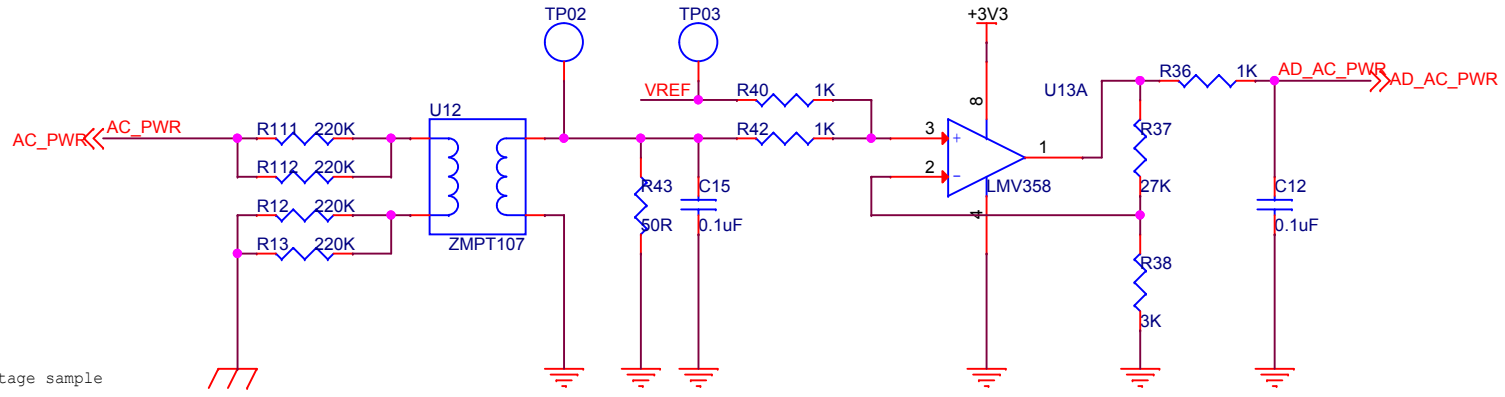 TP02
TP03
+3V3
VREF
R40 1K
R36 1K
AD_AC_PWR
AD_AC_PWR
U13A
8
U12
AC_PWR
AC_PWR
R111 220K
R42 1K
3
+
R37
R112 220K
1
2
-
R43
C15
LMV358
27K
C12
R12 220K
4
50R
0.1uF
0.1uF
R13 220K
ZMPT107
R38
3K
tage sample